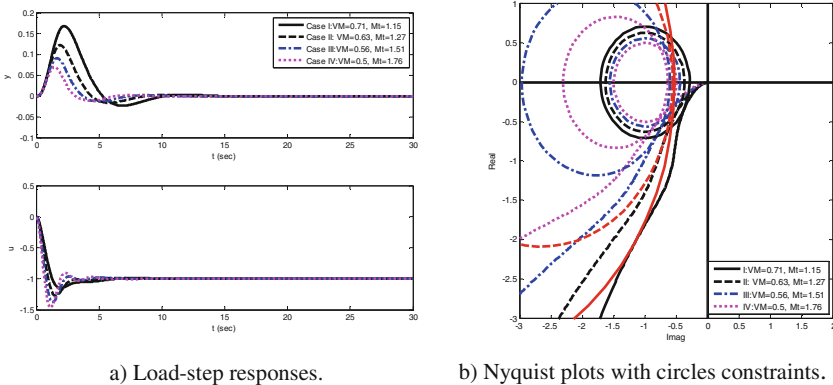 0.2
0.15
0.1
0.05
0
-0.05
-0.1
y
0 5 10 15 20 25 30
t (sec)
Case I:VM=0.71, Mt=1.15
Case II: VM=0.63, Mt=1.27
Case III:VM=0.56, Mt=1.51
Case IV:VM=0.5, Mt=1.76
0.5
0
-0.5
-1
-1.5
u
0 5 10 15 20 25 30
t (sec)
a) Load-step responses.
1
0.5
0
-0.5
-1
-1.5
-2
-2.5
-3
Real
-3 -2.5 -2 -1.5 -1 -0.5 0 0.5 1 1.5 2
Imag
I:VM=0.71, Mt=1.15
II: VM=0.63, Mt=1.27
III:VM=0.56, Mt=1.51
IV:VM=0.5, Mt=1.76
b) Nyquist plots with circles constraints.